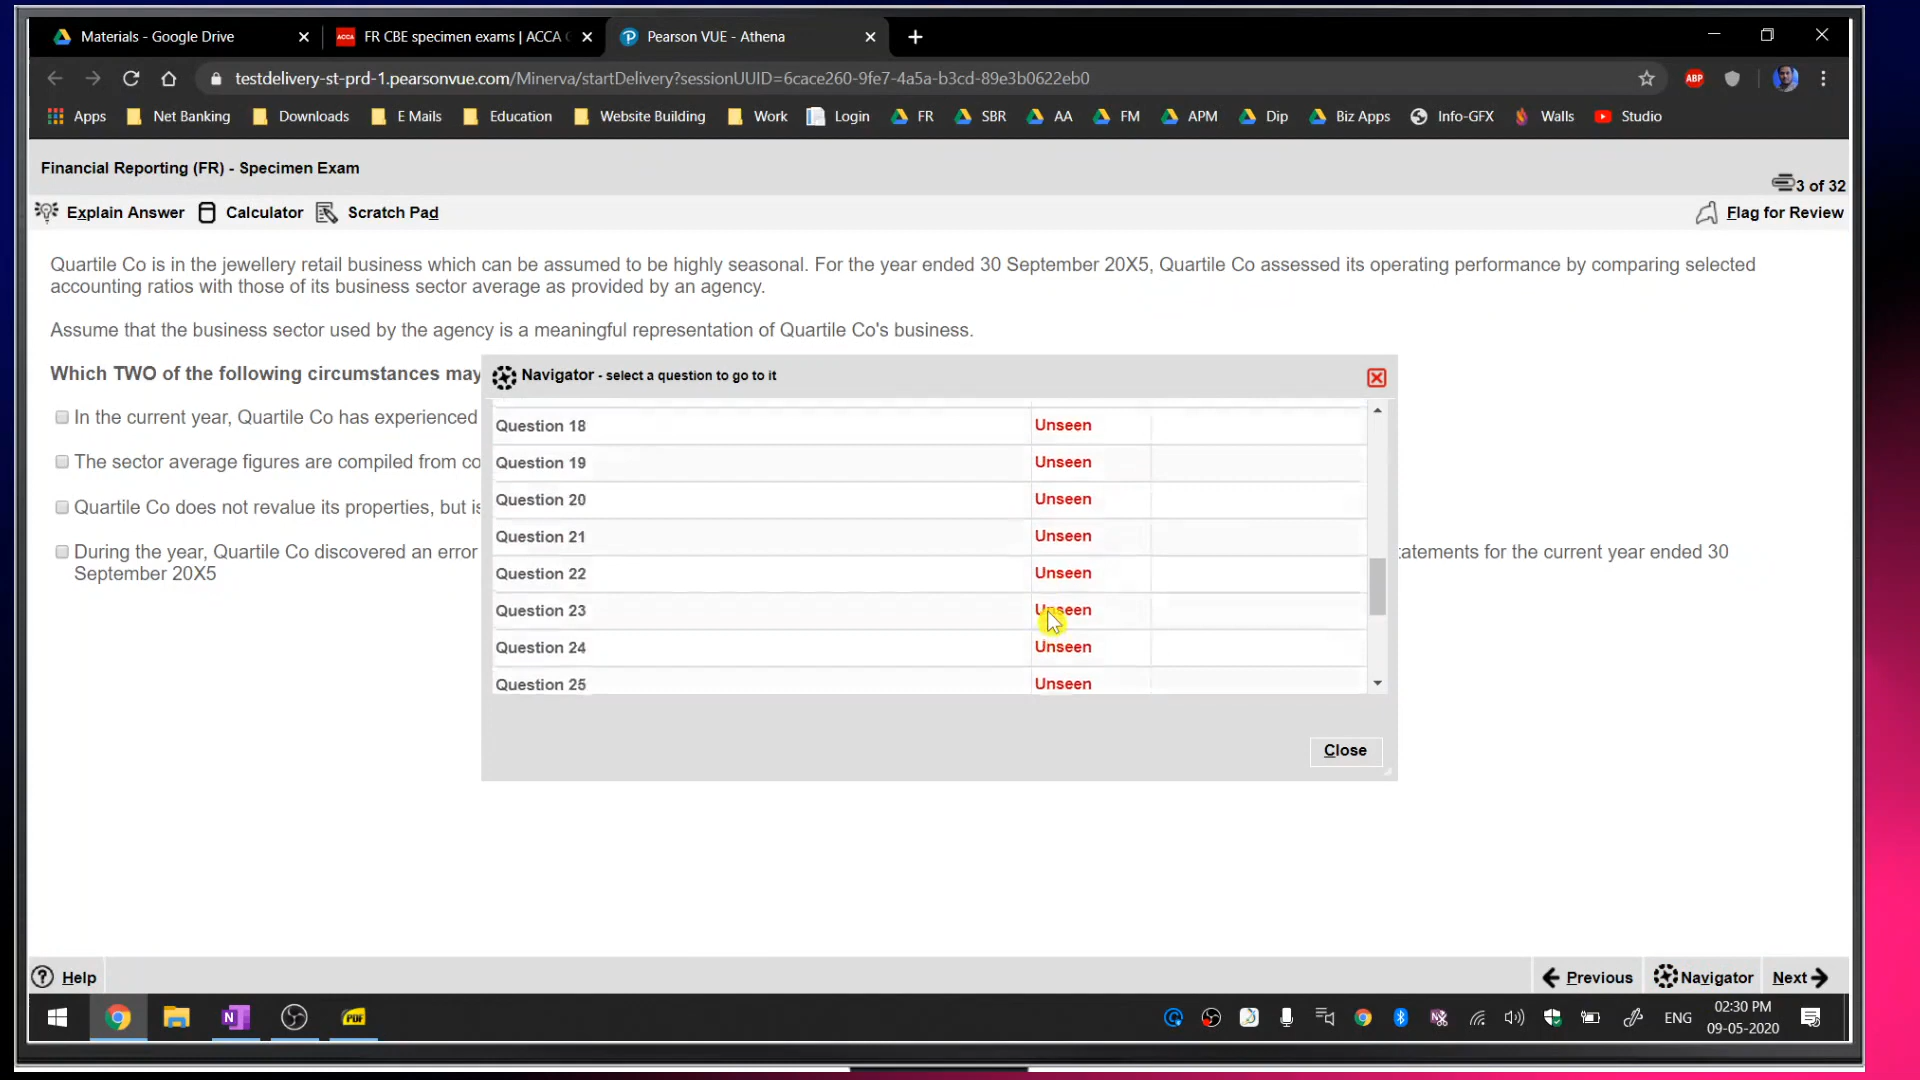 Materials - Google Drive
FR CBE specimen exams | ACCA
Pearson VUE - Athena
testdelivery-st-prd-1.pearsonvue.com/Minerva/startDelivery?sessionUUID=6cace260-9fe7-4a5a-b3cd-89e3b0622eb0
ABP
Apps
Net Banking
Downloads
E Mails
Education
Website Building
Work
Login
FR
SBR
AA
FM
APM
Dip
Biz Apps
Info-GFX
Walls
Studio
Financial Reporting (FR) - Specimen Exam
3 of 32
Explain Answer
Calculator
Scratch Pad
Flag for Review
Quartile Co is in the jewellery retail business which can be assumed to be highly seasonal. For the year ended 30 September 20X5, Quartile Co assessed its operating performance by comparing selected
accounting ratios with those of its business sector average as provided by an agency.
Assume that the business sector used by the agency is a meaningful representation of Quartile Co's business.
Which TWO of the following circumstances may
In the current year, Quartile Co has experienced
The sector average figures are compiled from co
Quartile Co does not revalue its properties, but is
During the year, Quartile Co discovered an error
tatements for the current year ended 30
September 20X5
Navigator - select a question to go to it
Question 18 Unseen
Question 19 Unseen
Question 20 Unseen
Question 21 Unseen
Question 22 Unseen
Question 23 Unseen
Question 24 Unseen
Question 25 Unseen
Close
Help
Previous
Navigator
Next
PDF
ENG
02:30 PM
09-05-2020